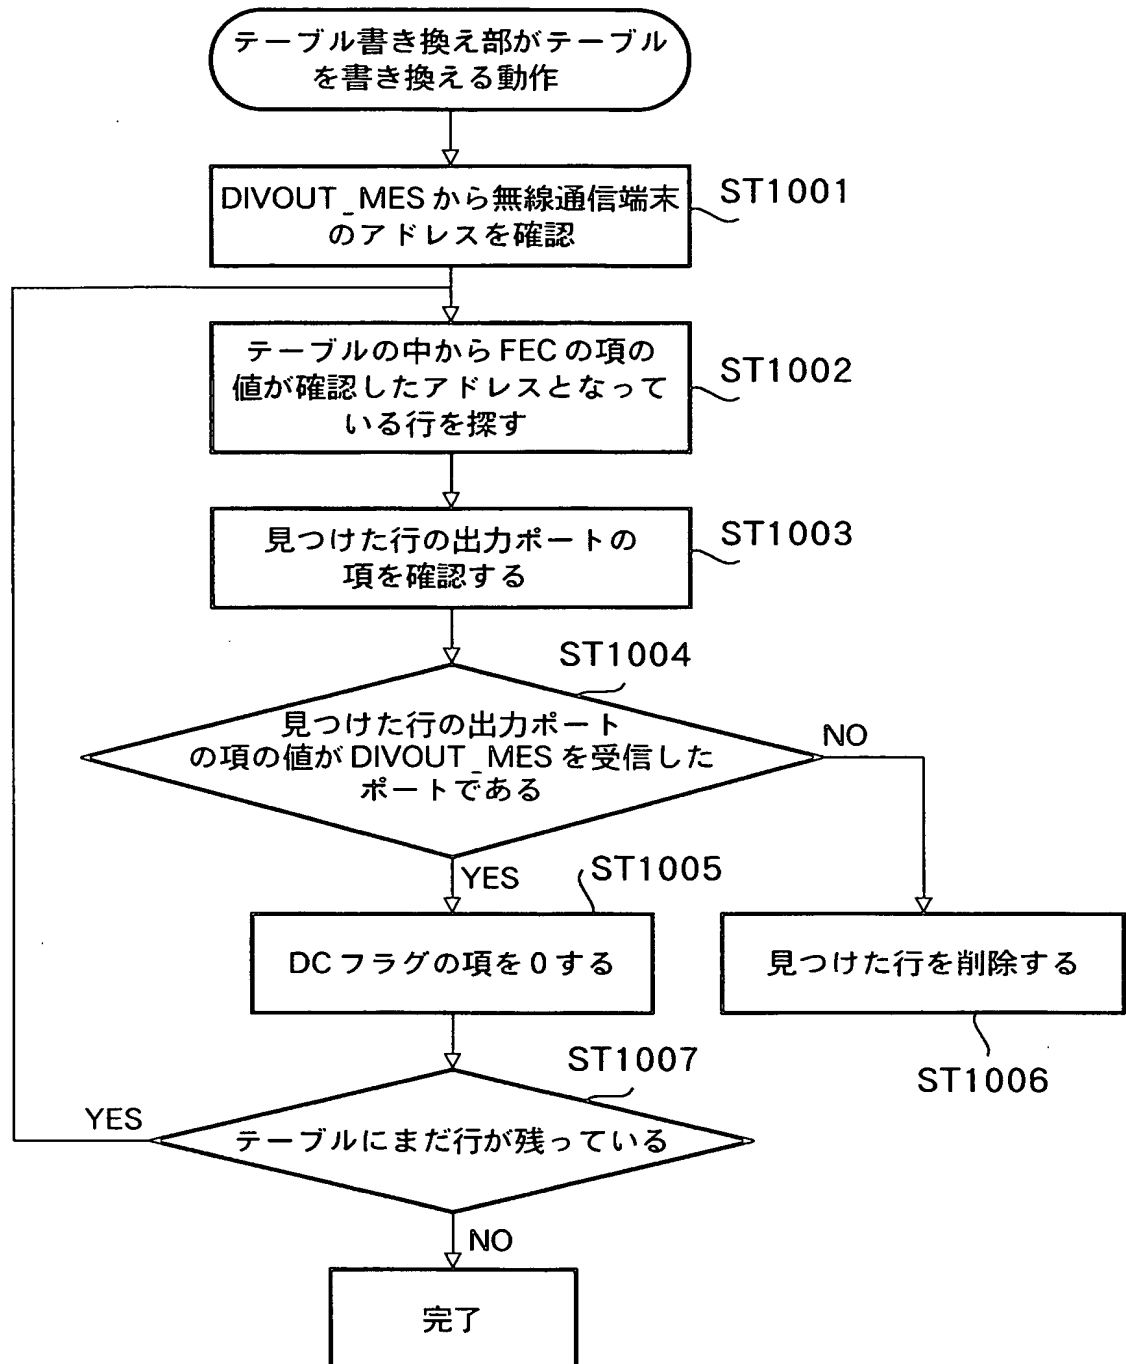 テーブル書き換え部がテーブル
を書き換える動作
DIVOUT_MESから無線通信端末
のアドレスを確認
ST1001
テーブルの中からFECの項の
値が確認したアドレスとなって
いる行を探す
ST1002
見つけた行の出力ポートの
項を確認する
ST1003
ST1004
見つけた行の出力ポート
の項の値がDIVOUT_MESを受信した
ポートである
NO
YES
ST1005
DCフラグの項を0する
見つけた行を削除する
ST1006
ST1007
YES
テーブルにまだ行が残っている
NO
完了